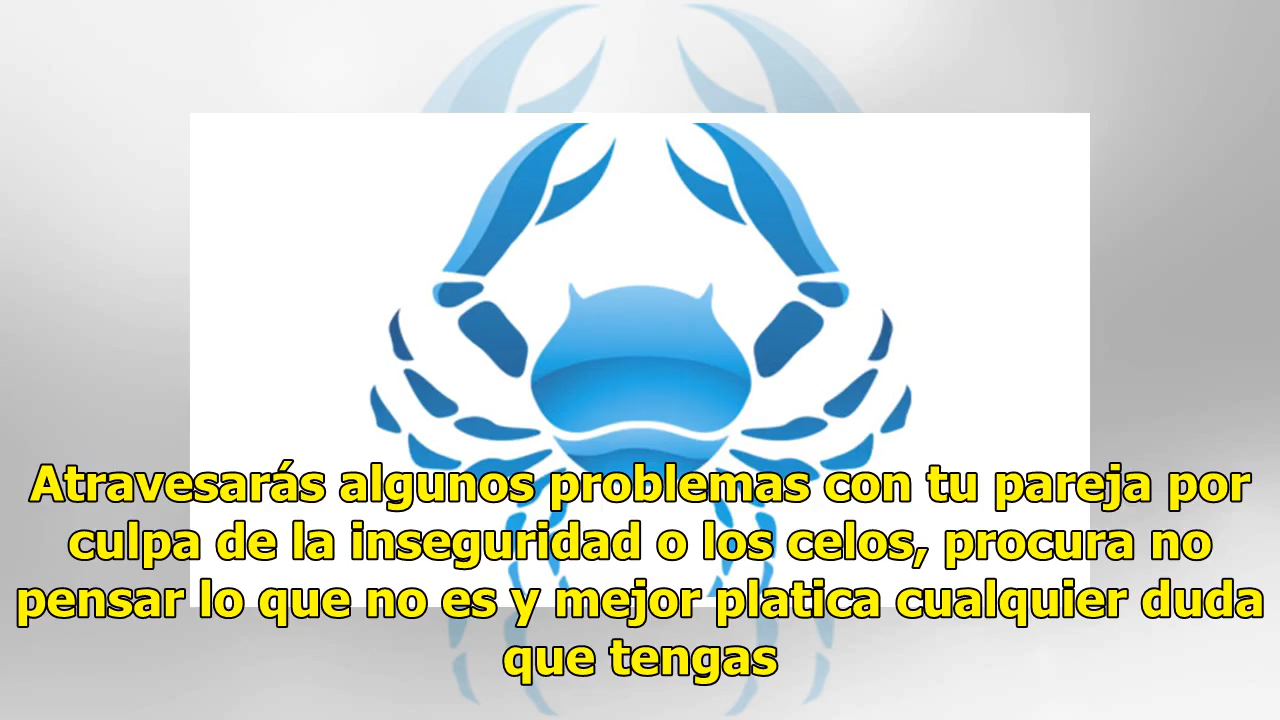 Atravesarás algunos problemas con tu pareja por
culpa de la inseguridad o los celos, procura no
pensar lo que no es y mejor platica cualquier duda
que tengas